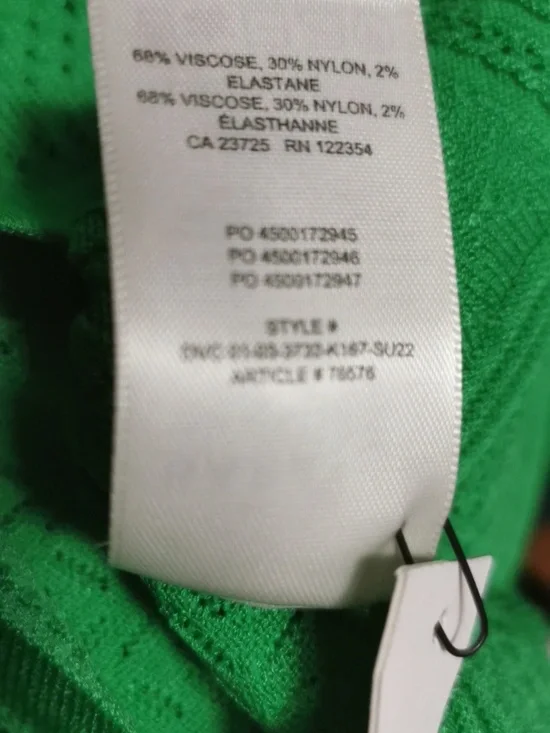 68% VISCOSE, 30% NYLON, 2%
ELASTANE
68% VISCOSE, 30% NYLON, 2%
ÉLASTHANNE
CA 23725 RN 122354
PO 4500172945
PO 4500172946
PO 4500172947
STYLE #
ARTICLE # 76576